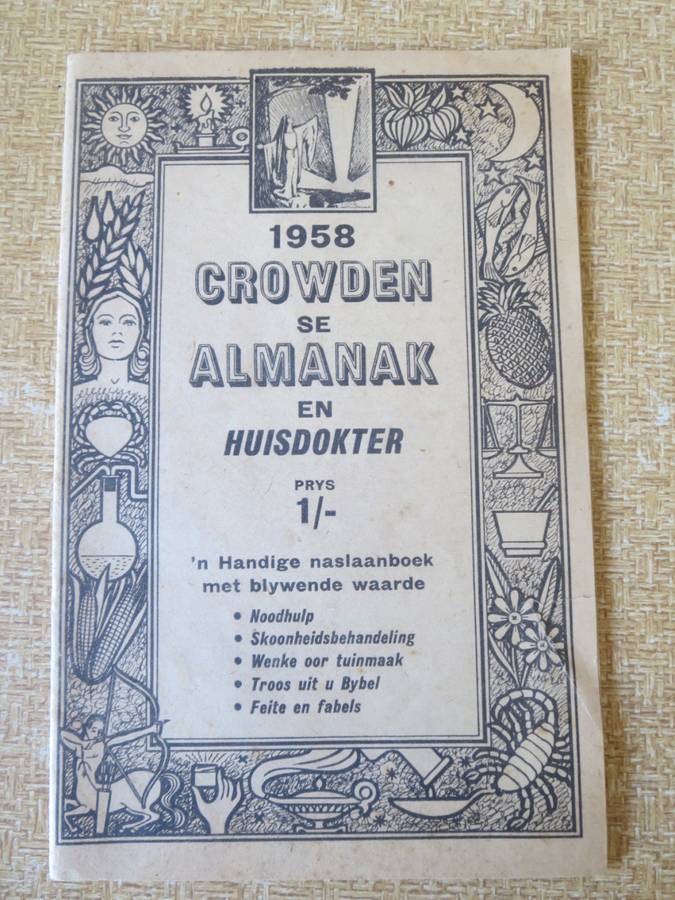 1958
CROWDEN
SE
ALMANAK
EN
HUISDOKTER
PRYS
1/-
'n Handige naslaanboek
met blywende waarde
• Noodhulp
• Skoonheidsbehandeling
• Wenke oor tuinmaak
• Troos uit u Bybel
• Feite en fabels